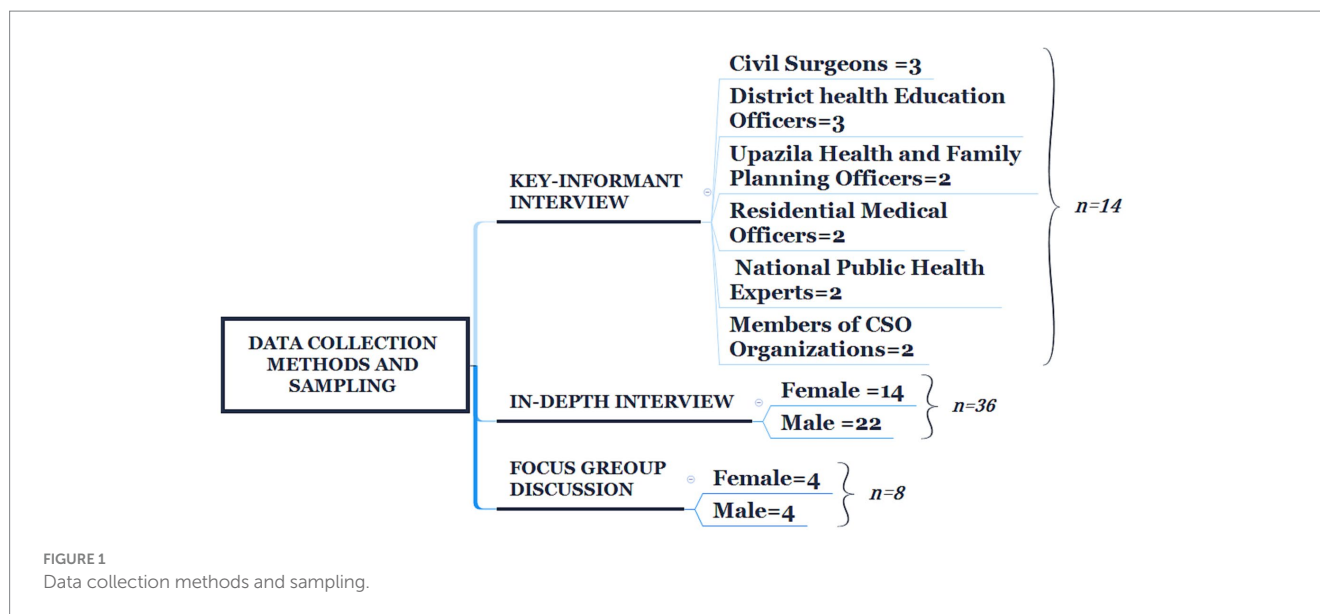 Civil Surgeons =3
District health Education
Officers=3
Upazila Health and Family
Planning Officers=2
KEY-INFORMANT
INTERVIEW
Residential Medical
Officers=2
n=14
National Public Health
Experts=2
Members of CSO
Organizations=2
DATA COLLECTION
METHODS AND
SAMPLING
IN-DEPTH INTERVIEW
Female =14
Male =22
n=36
FOCUS GREOUP
DISCUSSION
Female=4
Male=4
n=8
FIGURE 1
Data collection methods and sampling.